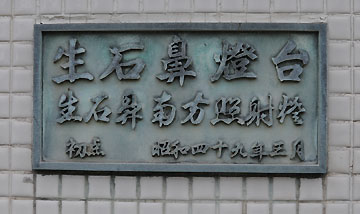 生石鼻燈台
生石鼻南方照射燈
初点 昭和四十九年三月